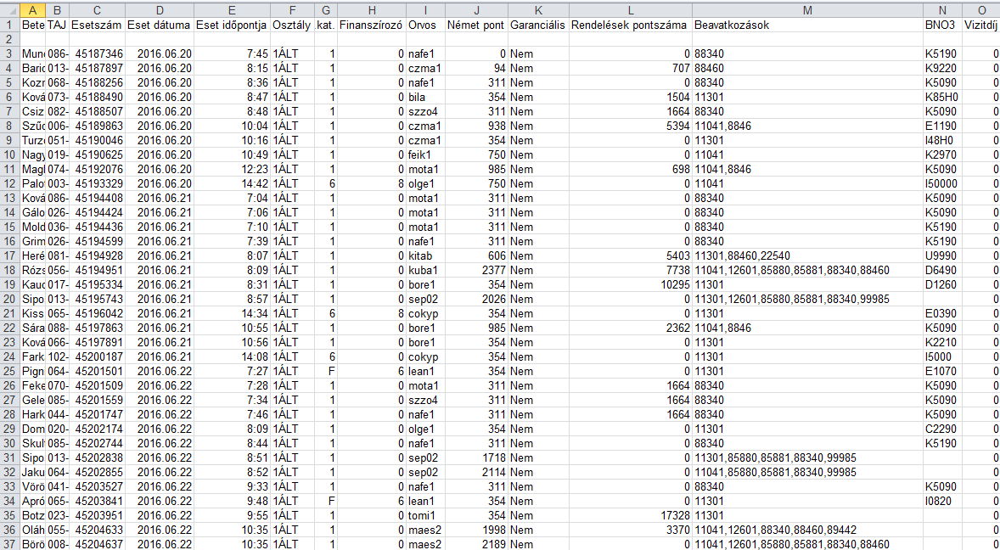 A B C D E F G H I J K L M N O
1 Bete TAJ Esetszám Eset dátuma Eset időpontja Osztály .kat. Finanszírozó Orvos Német pont Garanciális Rendelések pontszáma Beavatkozások BNO3 Vizitdíj
2
3 Mun 086- 45187346 2016.06.20 7:45 1ÁLT 1 0 nafe1 0 Nem 0 88340 K5190 0
4 Baric 013- 45187897 2016.06.20 8:15 1ÁLT 1 0 czma1 94 Nem 707 88460 K9220 0
5 Kozr 068- 45188256 2016.06.20 8:36 1ÁLT 1 0 nafe1 311 Nem 0 88340 K5090 0
6 Ková 073- 45188490 2016.06.20 8:47 1ÁLT 1 0 bila 354 Nem 1504 11301 K85H0 0
7 Csiz 082- 45188507 2016.06.20 8:48 1ÁLT 1 0 szzo4 311 Nem 1664 88340 K5090 0
8 Szűc 006- 45189863 2016.06.20 10:04 1ÁLT 1 0 czma1 938 Nem 5394 11041,8846 E1190 0
9 Turz 051- 45190046 2016.06.20 10:16 1ÁLT 1 0 czma1 354 Nem 0 11301 I48H0 0
10 Nagy 019- 45190625 2016.06.20 10:49 1ÁLT 1 0 feik1 750 Nem 0 11041 K2970 0
11 Magl 074- 45192076 2016.06.20 12:23 1ÁLT 1 0 mota1 985 Nem 698 11041,8846 K5090 0
12 Palo 003- 45193329 2016.06.20 14:42 1ÁLT 6 8 olge1 750 Nem 0 11041 I50000 0
13 Ková 086- 45194408 2016.06.21 7:04 1ÁLT 1 0 mota1 311 Nem 0 88340 K5090 0
14 Gálo 026- 45194424 2016.06.21 7:06 1ÁLT 1 0 mota1 311 Nem 0 88340 K5090 0
15 Mold 036- 45194436 2016.06.21 7:10 1ÁLT 1 0 mota1 311 Nem 0 88340 K5190 0
16 Grim 026- 45194599 2016.06.21 7:39 1ÁLT 1 0 nafe1 311 Nem 0 88340 K5190 0
17 Heré 081- 45194928 2016.06.21 8:07 1ÁLT 1 0 kitab 606 Nem 5403 11301,88460,22540 U9990 0
18 Rózs 056- 45194951 2016.06.21 8:09 1ÁLT 1 0 kuba1 2377 Nem 7738 11041,12601,85880,85881,88340,88460 D6490 0
19 Kauc 017- 45195334 2016.06.21 8:31 1ÁLT 1 0 bore1 354 Nem 10295 11301 D1260 0
20 Sipo 013- 45195743 2016.06.21 8:57 1ÁLT 1 0 sep02 2026 Nem 0 11301,12601,85880,85881,88340,99985 0
21 Kiss 065- 45196042 2016.06.21 14:34 1ÁLT 6 8 cokyp 354 Nem 0 11301 E0390 0
22 Sára 088- 45197863 2016.06.21 10:55 1ÁLT 1 0 bore1 985 Nem 2362 11041,8846 K5090 0
23 Ková 066- 45197891 2016.06.21 10:56 1ÁLT 1 0 bore1 354 Nem 0 11301 K2210 0
24 Fark 102- 45200187 2016.06.21 14:08 1ÁLT 6 0 cokyp 354 Nem 0 11301 I5000 0
25 Pign 064- 45201501 2016.06.22 7:27 1ÁLT F 6 lean1 354 Nem 0 11301 E1070 0
26 Feke 070- 45201509 2016.06.22 7:28 1ÁLT 1 0 mota1 311 Nem 1664 88340 K5090 0
27 Gele 085- 45201559 2016.06.22 7:34 1ÁLT 1 0 szzo4 311 Nem 1664 88340 K5090 0
28 Hark 044- 45201747 2016.06.22 7:46 1ÁLT 1 0 nafe1 311 Nem 1664 88340 K5090 0
29 Dom 020- 45202174 2016.06.22 8:09 1ÁLT 1 0 olge1 354 Nem 0 11301 C2290 0
30 Skul 085- 45202744 2016.06.22 8:44 1ÁLT 1 0 nafe1 311 Nem 0 88340 K5190 0
31 Sipo 013- 45202838 2016.06.22 8:51 1ÁLT 1 0 sep02 1718 Nem 0 11301,85880,85881,88340,99985 0
32 Jaku 064- 45202855 2016.06.22 8:52 1ÁLT 1 0 sep02 2114 Nem 0 11041,85880,85881,88340,99985 0
33 Vörö 041- 45203527 2016.06.22 9:33 1ÁLT 1 0 nafe1 311 Nem 0 88340 K5090 0
34 Apró 065- 45203841 2016.06.22 9:48 1ÁLT F 6 lean1 354 Nem 0 11301 I0820 0
35 Botz 023- 45203951 2016.06.22 9:55 1ÁLT 1 0 tomi1 354 Nem 17328 11301 0
36 Oláh 055- 45204633 2016.06.22 10:35 1ÁLT 1 0 maes2 1998 Nem 3370 11041,12601,88340,88460,89442 0
37 Börö 008- 45204637 2016.06.22 10:35 1ÁLT 1 0 maes2 2189 Nem 0 11041,12601,85880,85881,88340,88460 0